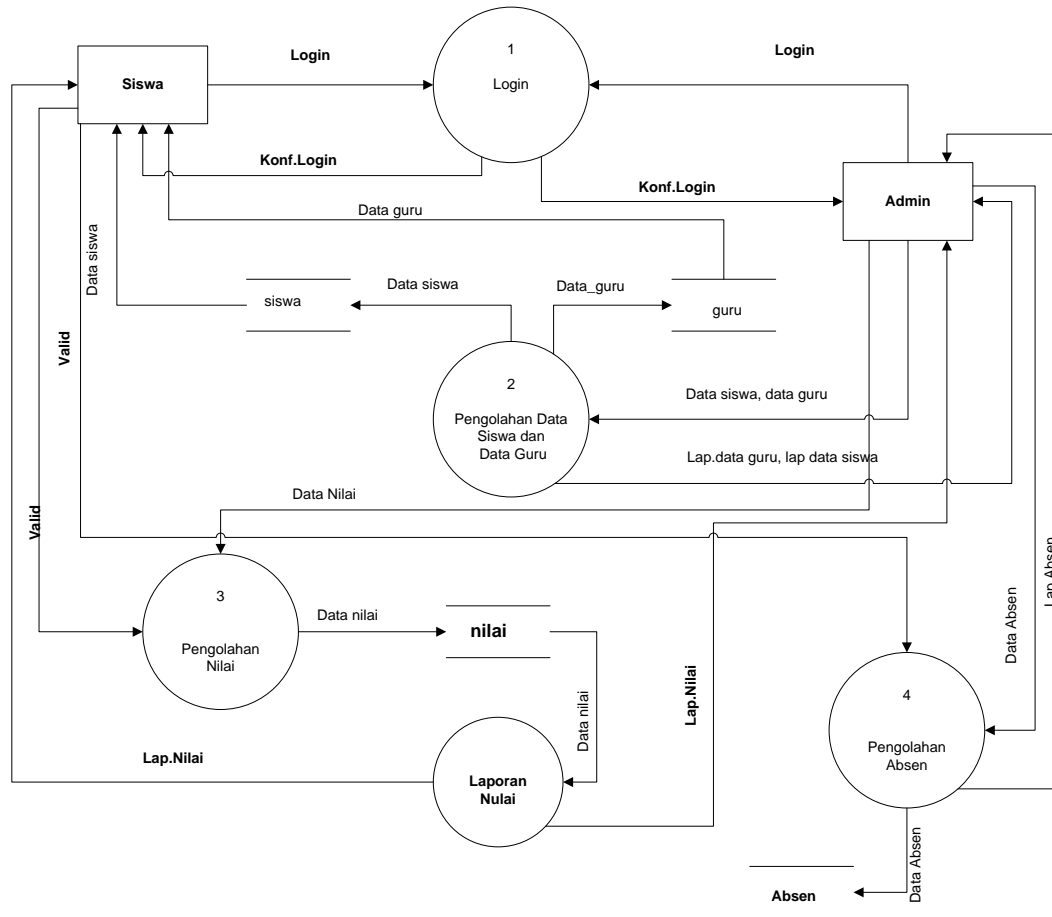 1
Login
Login
Login
Siswa
Konf.Login
Konf.Login
Admin
Data guru
Data siswa
Data siswa
Data_guru
siswa
guru
Valid
2
Pengolahan Data
Siswa dan
Data Guru
Data siswa, data guru
Lap.data guru, lap data siswa
Data Nilai
Valid
Lap.Absen
Data Absen
3
Pengolahan
Nilai
Data nilai
nilai
Data nilai
Lap.Nilai
4
Pengolahan
Absen
Lap.Nilai
Laporan
Nulai
Data Absen
Absen